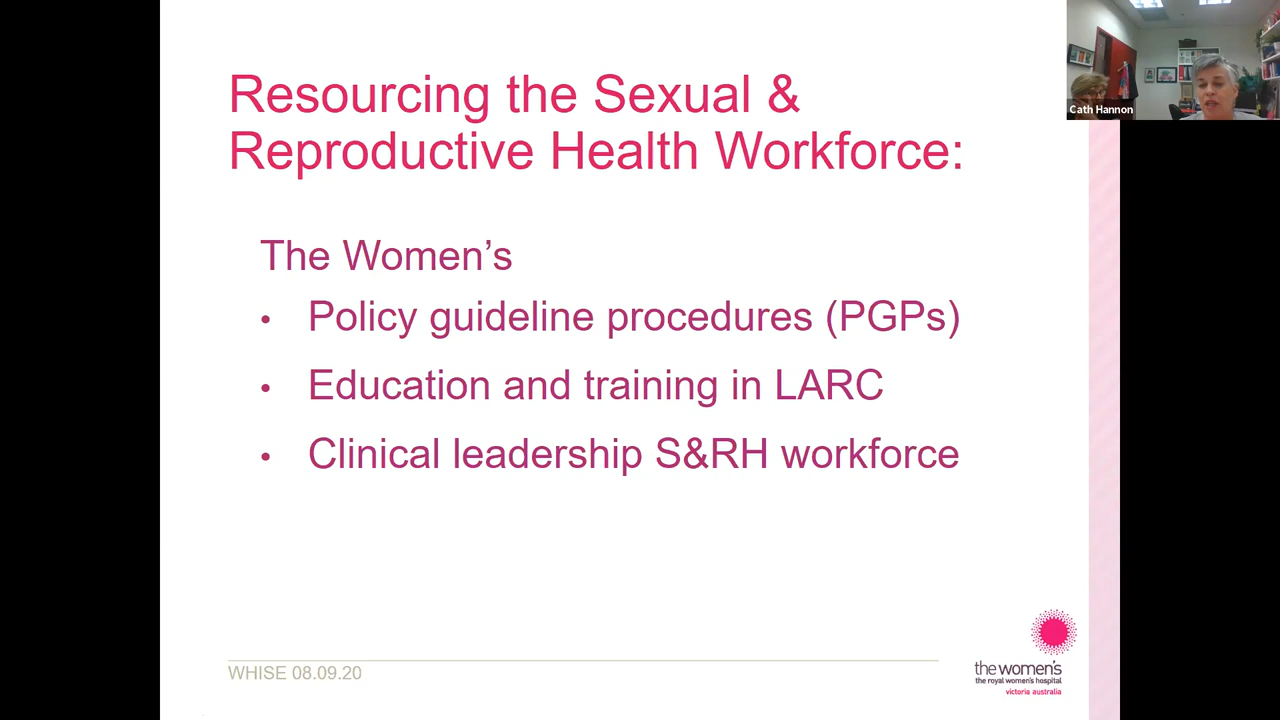 Resourcing the Sexual &
Reproductive Health Workforce:
Cath Hannon
The Women's
• Policy guideline procedures (PGPs)
• Education and training in LARC
• Clinical leadership S&RH workforce
WHISE 08.09.20
the women's
the royal women's hospital
victoria australia